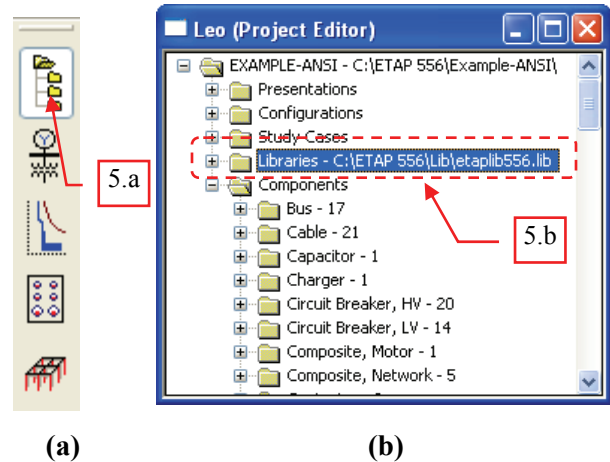 5.a
Leo (Project Editor)
EXAMPLE-ANSI - C:\ETAP 556\Example-ANSI\
Presentations
Configurations
Study Cases
Libraries - C:\ETAP 556\Lib\etaplib556.lib
Components
5.b
Bus - 17
Cable - 21
Capacitor - 1
Charger - 1
Circuit Breaker, HV - 20
Circuit Breaker, LV - 14
Composite, Motor - 1
Composite, Network - 5
(a)
(b)